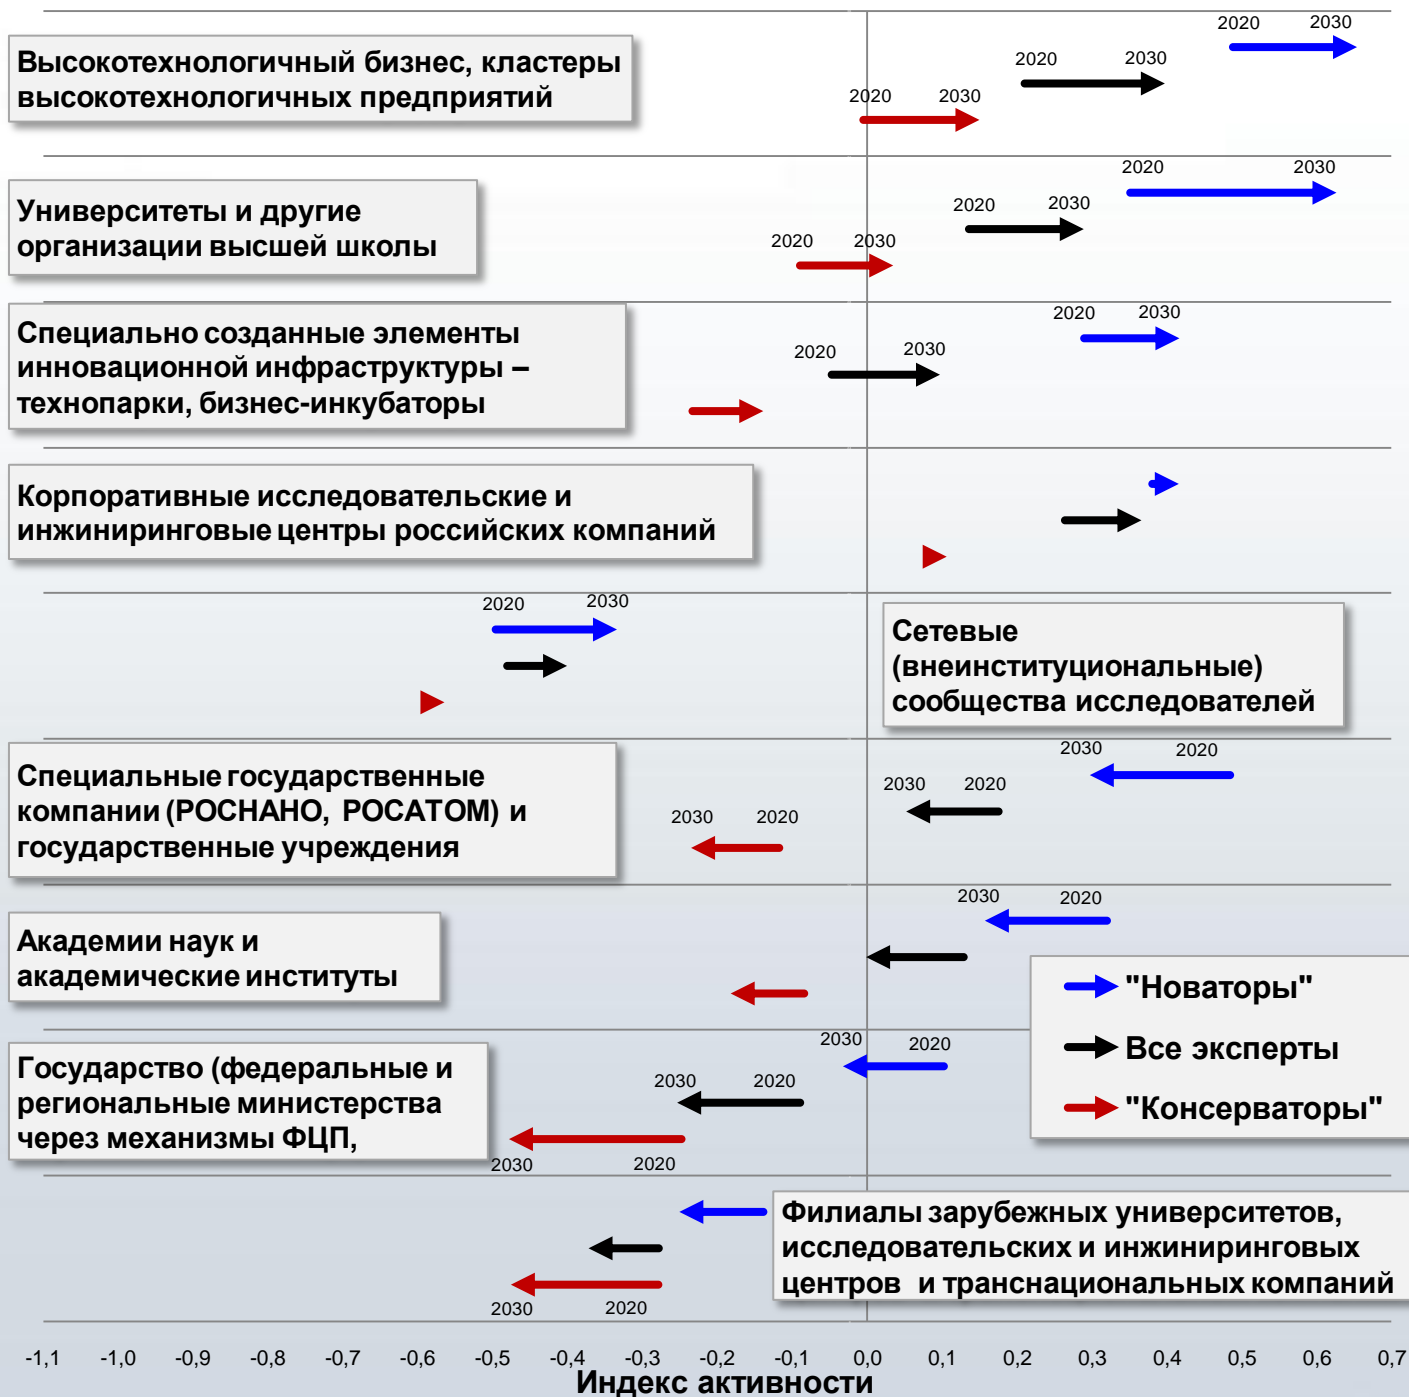 2020 2030
2020 2030
2020 2030
Высокотехнологичный бизнес, кластеры
высокотехнологичных предприятий
2020 2030
2020 2030
2020 2030
Университеты и другие
организации высшей школы
2020 2030
2020 2030
Специально созданные элементы
инновационной инфраструктуры –
технопарки, бизнес-инкубаторы
Корпоративные исследовательские и
инжиниринговые центры российских компаний
2020 2030
Сетевые
(внеинституциональные)
сообщества исследователей
2030 2020
2030 2020
2030 2020
Специальные государственные
компании (РОСНАНО, РОСАТОМ) и
государственные учреждения
2030 2020
Академии наук и
академические институты
"Новаторы"
Все эксперты
"Консерваторы"
2030 2020
2030 2020
Государство (федеральные и
региональные министерства
через механизмы ФЦП,
2030 2020
Филиалы зарубежных университетов,
исследовательских и инжиниринговых
центров и транснациональных компаний
2030 2020
-1,1 -1,0 -0,9 -0,8 -0,7 -0,6 -0,5 -0,4 -0,3 -0,2 -0,1 0,0 0,1 0,2 0,3 0,4 0,5 0,6 0,7
Индекс активности